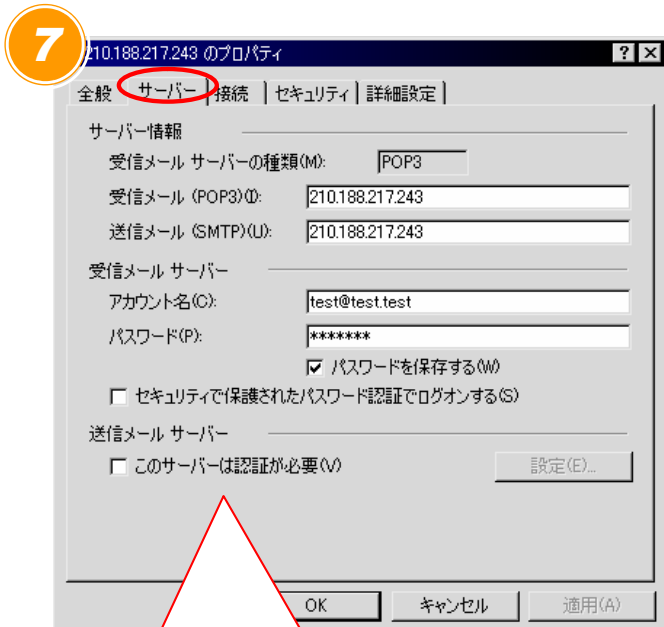 7
210.188.217.243 のプロパティ
全般 サーバー 接続 セキュリティ 詳細設定
サーバー情報
受信メール サーバーの種類(M): POP3
受信メール (POP3)(I): 210.188.217.243
送信メール (SMTP)(U): 210.188.217.243
受信メール サーバー
アカウント名(C): test@test.test
パスワード(P): *******
パスワードを保存する(W)
セキュリティで保護されたパスワード認証でログオンする(S)
送信メール サーバー
このサーバーは認証が必要(V) 設定(E)...
OK キャンセル 適用(A)